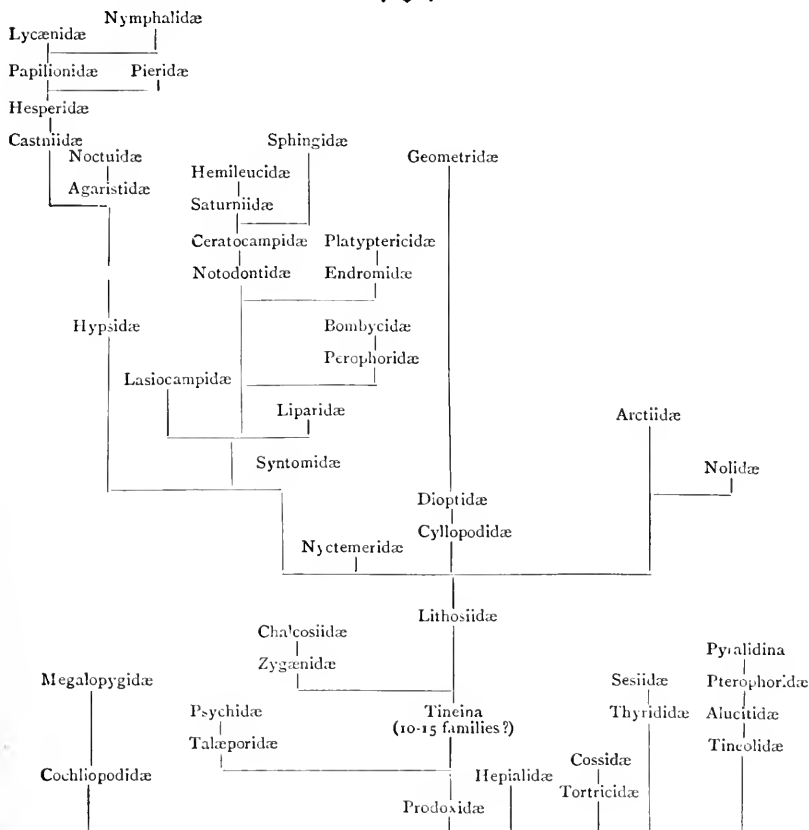 Nymphalidæ
Lycænidæ
Papilionidæ Pieridæ
Hesperidæ
Castniidæ Sphingidæ
Noctuidæ Geometridæ
Hemileucidæ
Agaristidæ
Saturniidæ
Ceratocampidæ Platyptericidæ
Notodontidæ Endromidæ
Hypsidæ Bombycidæ
Perophoridæ
Lasiocampidæ
Liparidæ Arctiidæ
Syntomidæ Nolidæ
Dioptidæ
Cyllopodidæ
Nyctemeridæ
Lithosiidæ
Chalcosiidæ
Pyralidina
Zygænidæ
Megalopygidæ Sesiidæ Pterophoridæ
Psychidæ Tineina Thyrididæ Alucitidæ
(10-15 families?)
Talæporidæ Tineolidæ
Cossidæ
Cochliopodidæ Hepialidæ
Tortricidæ
Prodoxidæ